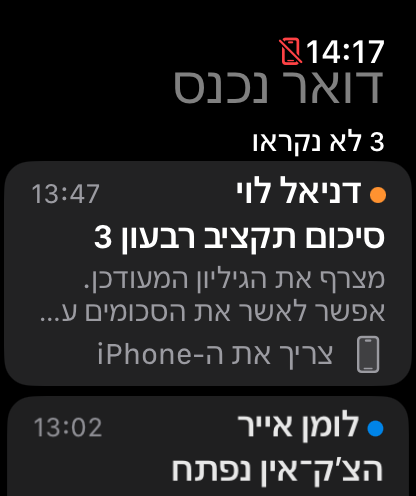 14:17
דואר נכנס
3 לא נקראו
דניאל לוי 13:47
סיכום תקציב רבעון 3
מצרף את הגיליון המעודכן.
אפשר לאשר את הסכומים ע...
צריך את ה-iPhone
לומן אייר 13:02
הצ'ק־אין נפתח